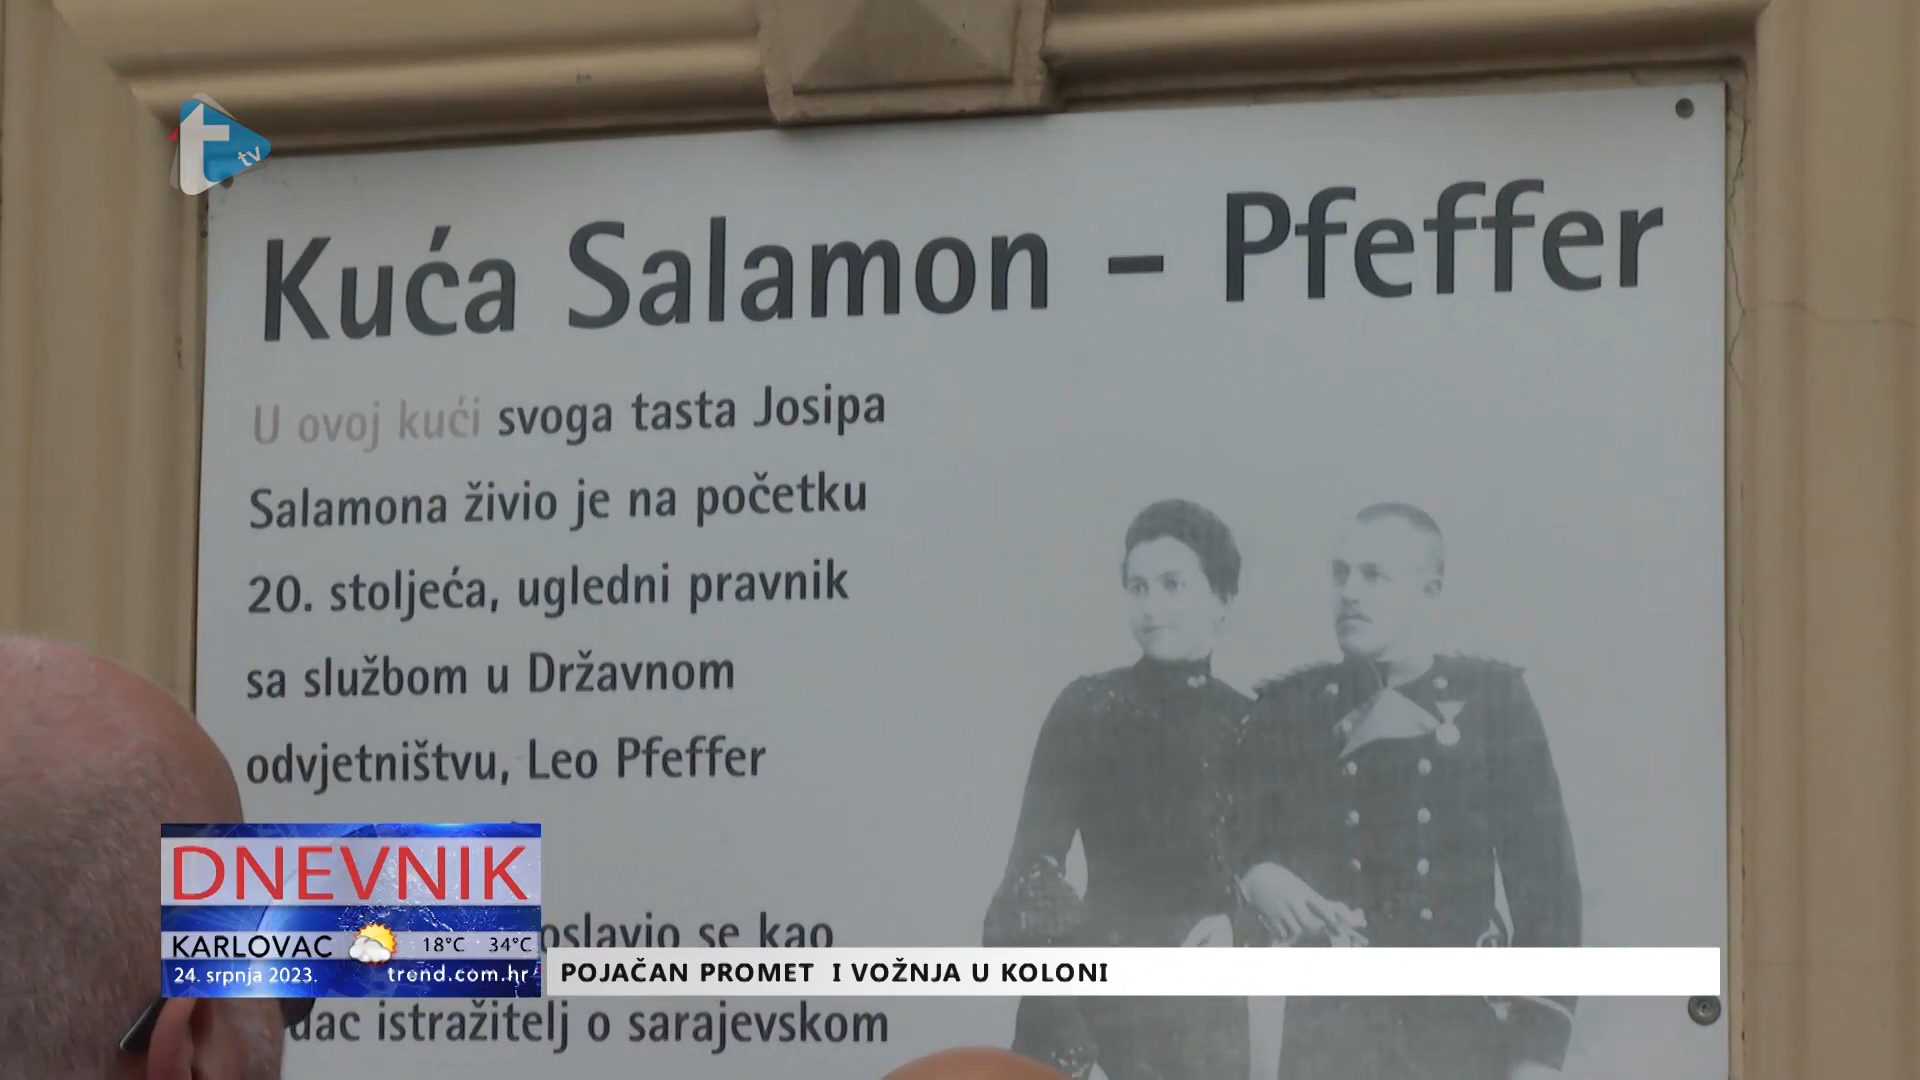 t tv
Kuća Salamon – Pfeffer
U ovoj kući svoga tasta Josipa
Salamona živio je na početku
20. stoljeća, ugledni pravnik
sa službom u Državnom
odvjetništvu, Leo Pfeffer
se kao
istražitelj o sarajevskom
DNEVNIK
KARLOVAC 18°C 34°C
24. srpnja 2023. trend.com.hr
POJAČAN PROMET I VOŽNJA U KOLONI